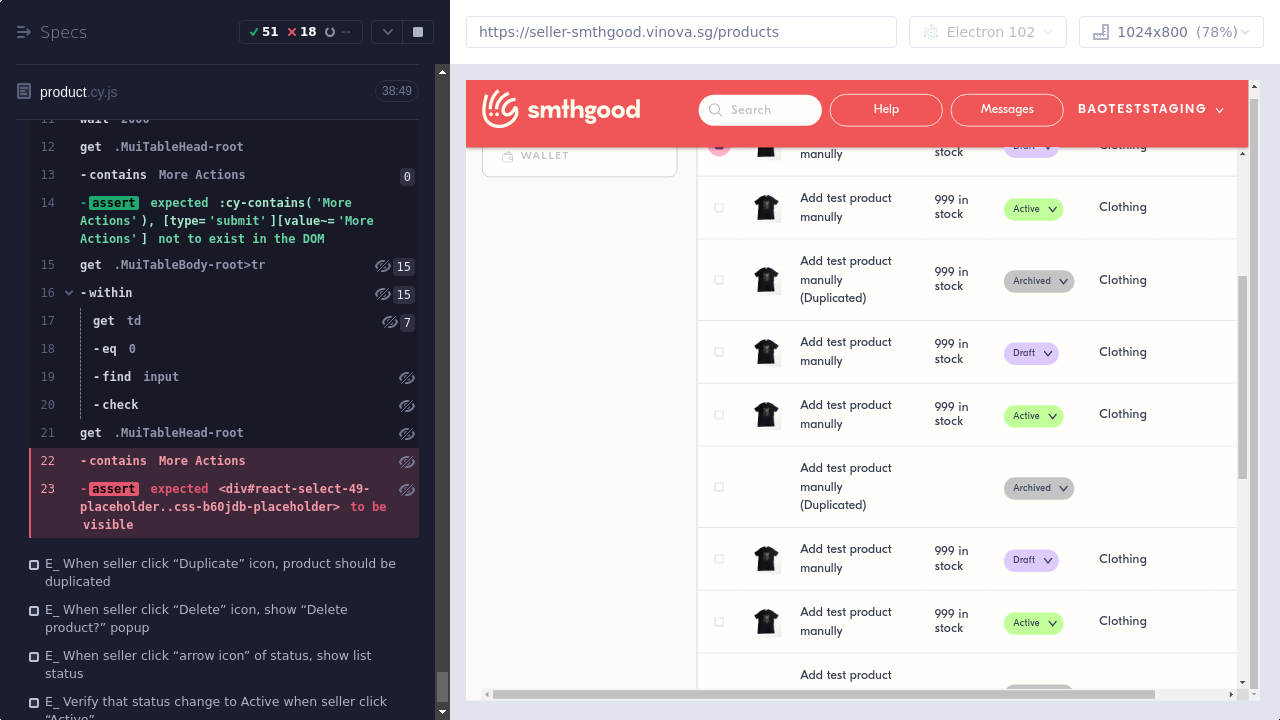 Specs
51 18 --
https://seller-smthgood.vinova.sg/products
Electron 102
1024x800 (78%)
product.cy.js
38:49
11 wait 2000
12 get .MuiTableHead-root
13 -contains More Actions 0
14 -assert expected :cy-contains('More
Actions'), [type='submit'][value~='More
Actions'] not to exist in the DOM
15 get .MuiTableBody-root>tr 15
16 -within 15
17 get td 7
18 -eq 0
19 -find input
20 -check
21 get .MuiTableHead-root
22 -contains More Actions
23 -assert expected <div#react-select-49-
placeholder..css-b60jdb-placeholder> to be
visible
E_ When seller click “Duplicate” icon, product should be
duplicated
E_ When seller click “Delete” icon, show “Delete
product?” popup
E_ When seller click “arrow icon” of status, show list
status
E_ Verify that status change to Active when seller click
“Active”
smthgood
Search
Help
Messages
BAOTESTSTAGING
WALLET
manully
stock
Draft
Clothing
Add test product
manully
999 in
stock
Active
Clothing
Add test product
manully
(Duplicated)
999 in
stock
Archived
Clothing
Add test product
manully
999 in
stock
Draft
Clothing
Add test product
manully
999 in
stock
Active
Clothing
Add test product
manully
(Duplicated)
Archived
Add test product
manully
999 in
stock
Draft
Clothing
Add test product
manully
999 in
stock
Active
Clothing
Add test product